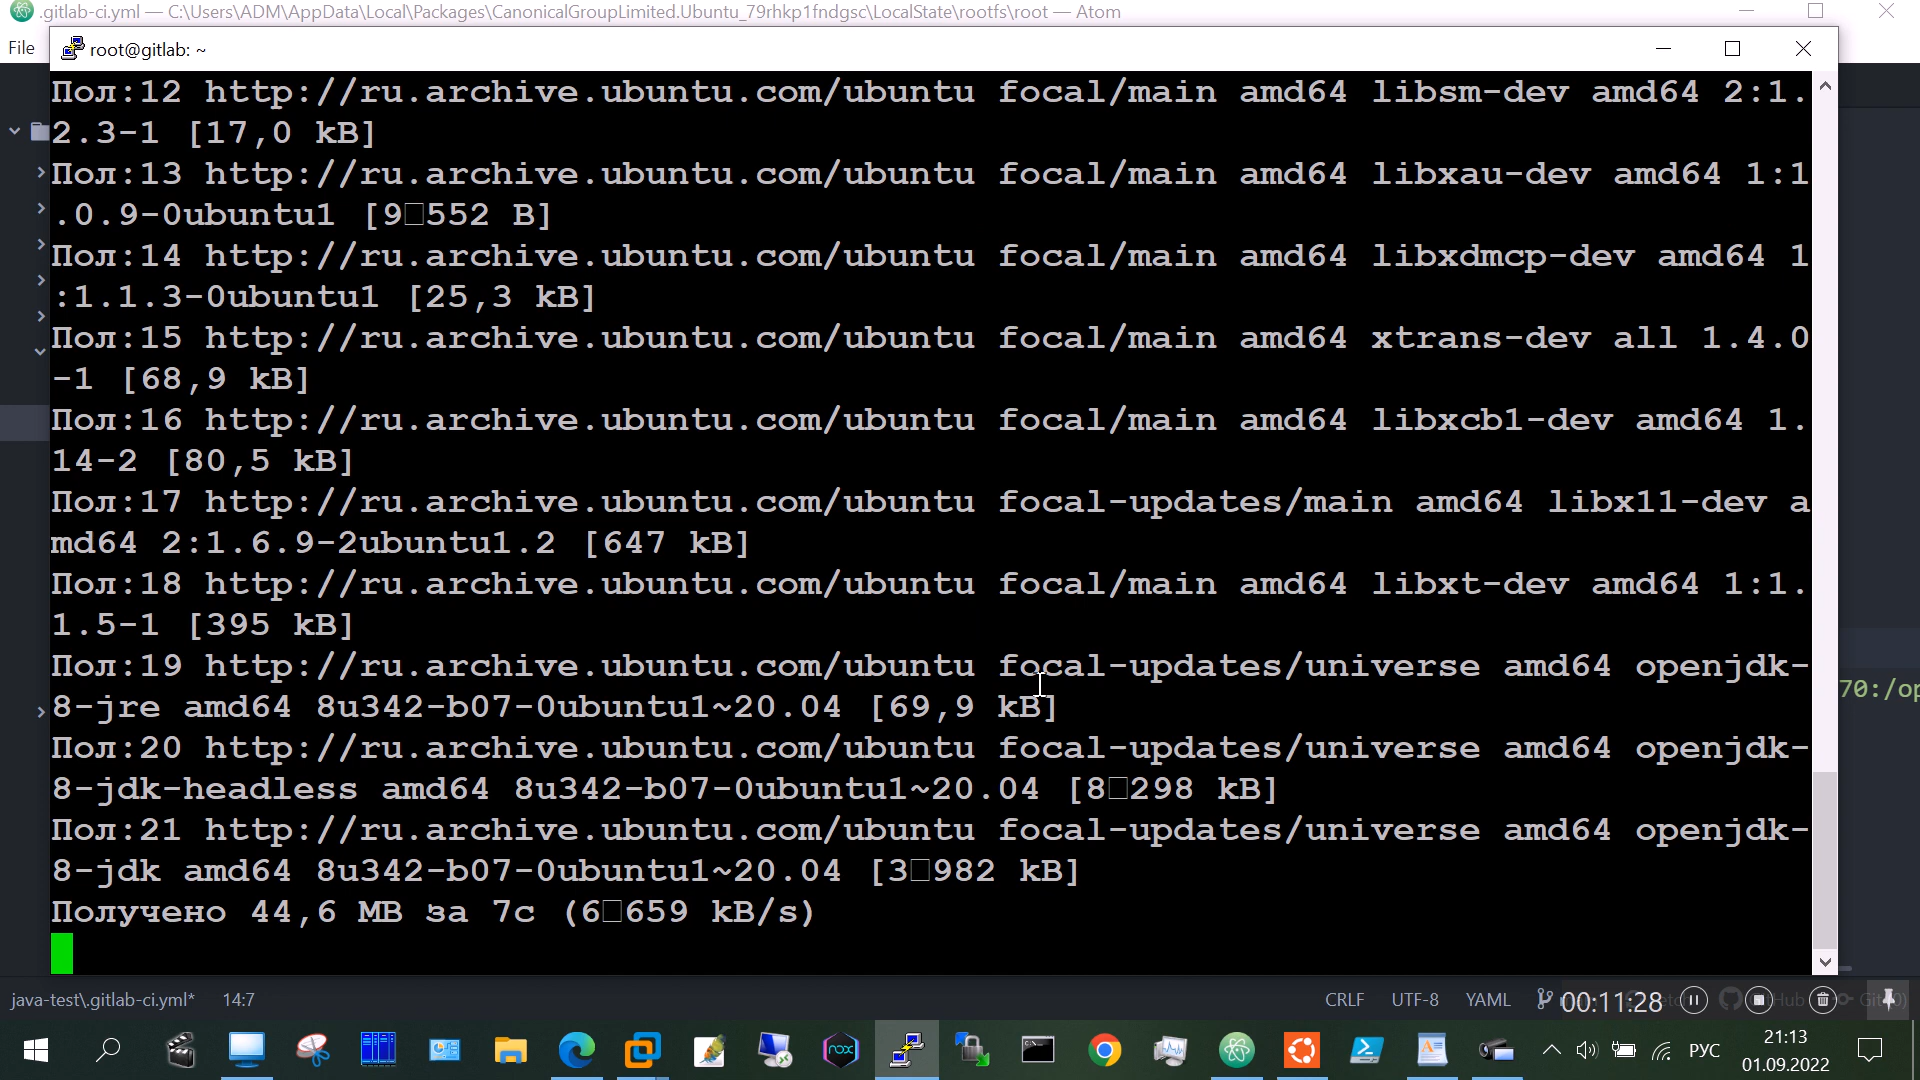 .gitlab-ci.yml — C:\Users\ADM\AppData\Local\Packages\CanonicalGroupLimited.Ubuntu_79rhkp1fndgsc\LocalState\rootfs\root — Atom
File
root@gitlab: ~
Пол:12 http://ru.archive.ubuntu.com/ubuntu focal/main amd64 libsm-dev amd64 2:1.
2.3-1 [17,0 kB]
Пол:13 http://ru.archive.ubuntu.com/ubuntu focal/main amd64 libxau-dev amd64 1:1
.0.9-0ubuntu1 [9□552 B]
Пол:14 http://ru.archive.ubuntu.com/ubuntu focal/main amd64 libxdmcp-dev amd64 1
:1.1.3-0ubuntu1 [25,3 kB]
Пол:15 http://ru.archive.ubuntu.com/ubuntu focal/main amd64 xtrans-dev all 1.4.0
-1 [68,9 kB]
Пол:16 http://ru.archive.ubuntu.com/ubuntu focal/main amd64 libxcb1-dev amd64 1.
14-2 [80,5 kB]
Пол:17 http://ru.archive.ubuntu.com/ubuntu focal-updates/main amd64 libx11-dev a
md64 2:1.6.9-2ubuntu1.2 [647 kB]
Пол:18 http://ru.archive.ubuntu.com/ubuntu focal/main amd64 libxt-dev amd64 1:1.
1.5-1 [395 kB]
Пол:19 http://ru.archive.ubuntu.com/ubuntu focal-updates/universe amd64 openjdk-
8-jre amd64 8u342-b07-0ubuntu1~20.04 [69,9 kB]
Пол:20 http://ru.archive.ubuntu.com/ubuntu focal-updates/universe amd64 openjdk-
8-jdk-headless amd64 8u342-b07-0ubuntu1~20.04 [8□298 kB]
Пол:21 http://ru.archive.ubuntu.com/ubuntu focal-updates/universe amd64 openjdk-
8-jdk amd64 8u342-b07-0ubuntu1~20.04 [3□982 kB]
Получено 44,6 MB за 7с (6□659 kB/s)
70:/op
java-test\.gitlab-ci.yml* 14:7 CRLF UTF-8 YAML 00:11:28
nox
РУС
21:13
01.09.2022